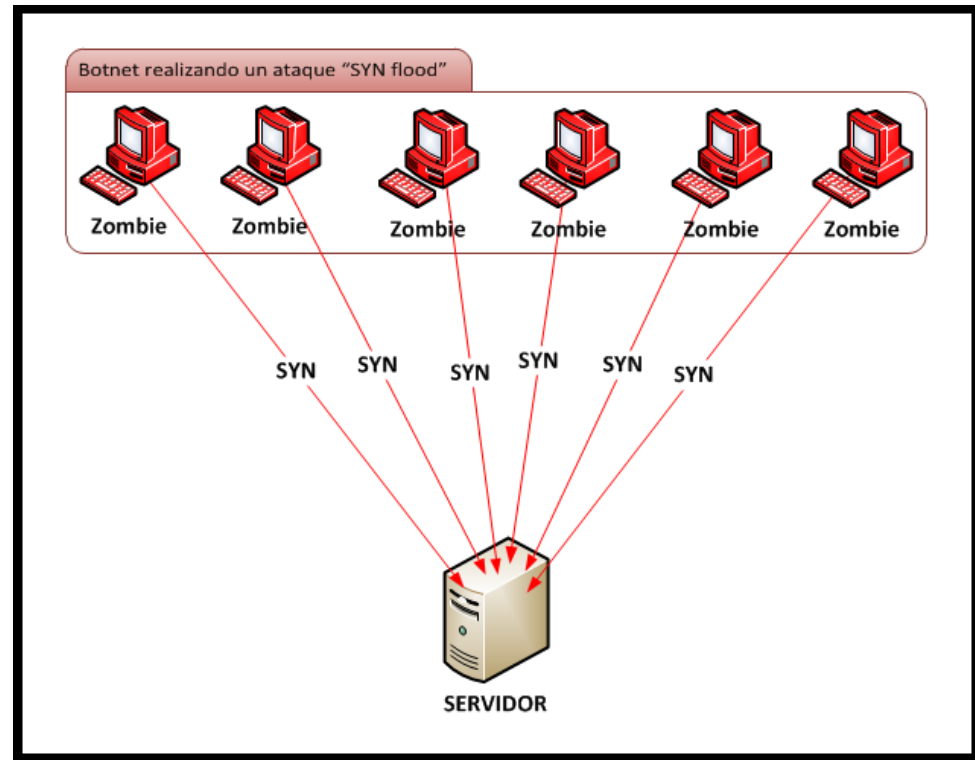 Botnet realizando un ataque “SYN flood”
Zombie Zombie Zombie Zombie Zombie Zombie
SYN SYN SYN SYN SYN SYN
SERVIDOR